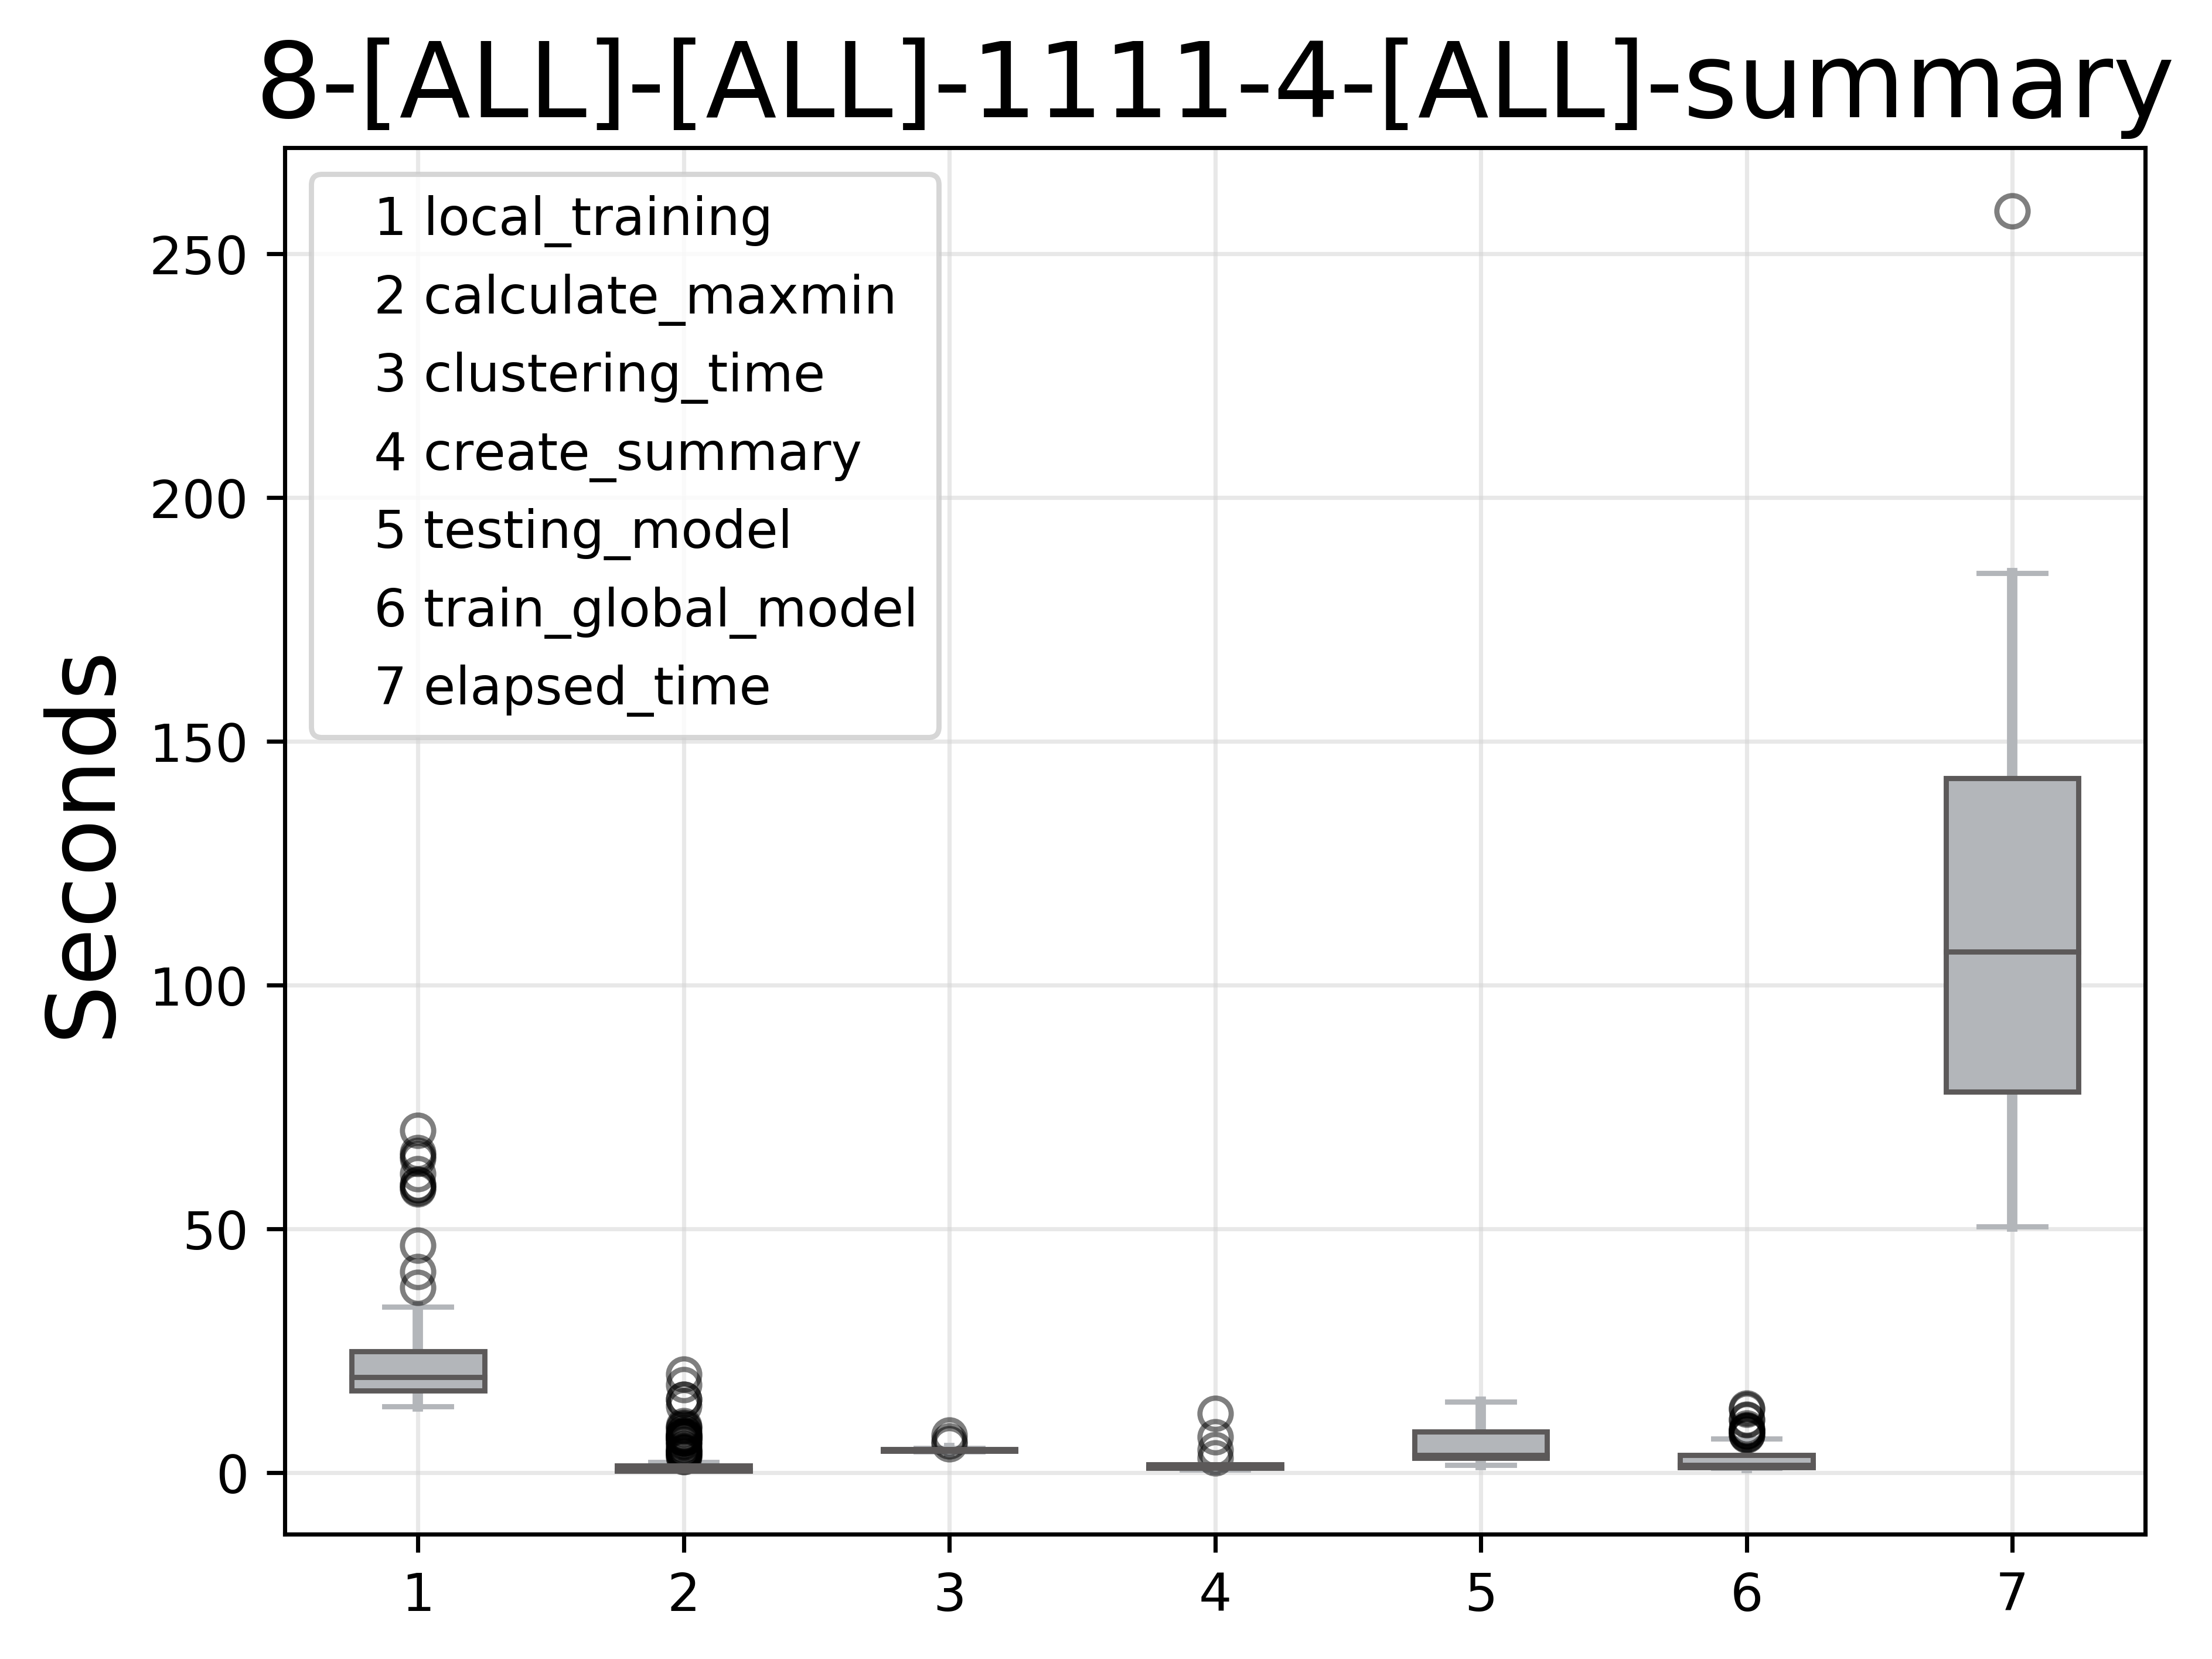 8-[ALL]-[ALL]-1111-4-[ALL]-summary
1 local_training
2 calculate_maxmin
3 clustering_time
4 create_summary
5 testing_model
6 train_global_model
7 elapsed_time
Seconds
250
200
150
100
50
0
1 2 3 4 5 6 7